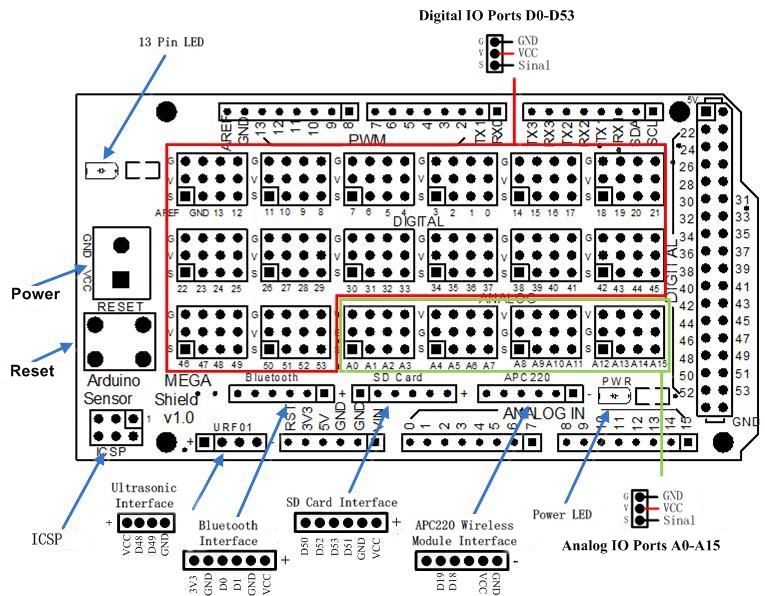 Digital IO Ports D0-D53
G GND
V VCC
S Sinal
13 Pin LED
AREF GND 13 12 11 10 9 8
7 6 5 4 3 2 TX1 RX0
TX3 RX3 TX2 RX2 TX1 RX1 SDA SCL
5V
PWM
G G G G G G
V V V V V V
S S S S S S
AREF GND 13 12 11 10 9 8 7 6 5 4 3 2 1 0 14 15 16 17 18 19 20 21
DIGITAL
G G G G G G
V V V V V V
S S S S S S
22 23 24 25 26 27 28 29 30 31 32 33 34 35 36 37 38 39 40 41 42 43 44 45
ANALOG
G G G G G G
V V V V V V
S S S S S S
46 47 48 49 50 51 52 53 A0 A1 A2 A3 A4 A5 A6 A7 A8 A9 A10 A11 A12 A13 A14 A15
22
24
26
28
30 31
32 33
34 35
36 37
38 39
40 41
42 43
44 45
46 47
48 49
50 51
52 53
GND
DIGITAL
Power
GND VCC
RESET
Reset
Arduino
Sensor
MEGA
Shield
v1.0
ICSP
1
Bluetooth +
SD Card +
APC220 -
PWR
+ URF01 -
RST 3V3 5V GND GND VIN
ANALOG IN
0 1 2 3 4 5 6 7
8 9 10 11 12 13 14 15
ICSP
Ultrasonic
Interface
+
VCC D48 D49 GND
Bluetooth
Interface
+
3V3 GND D0 D1 GND VCC
SD Card Interface
+
D50 D52 D53 D51 GND VCC
APC220 Wireless
Module Interface
-
D19 D18 VCC GND
Power LED
G GND
V VCC
S Sinal
Analog IO Ports A0-A15